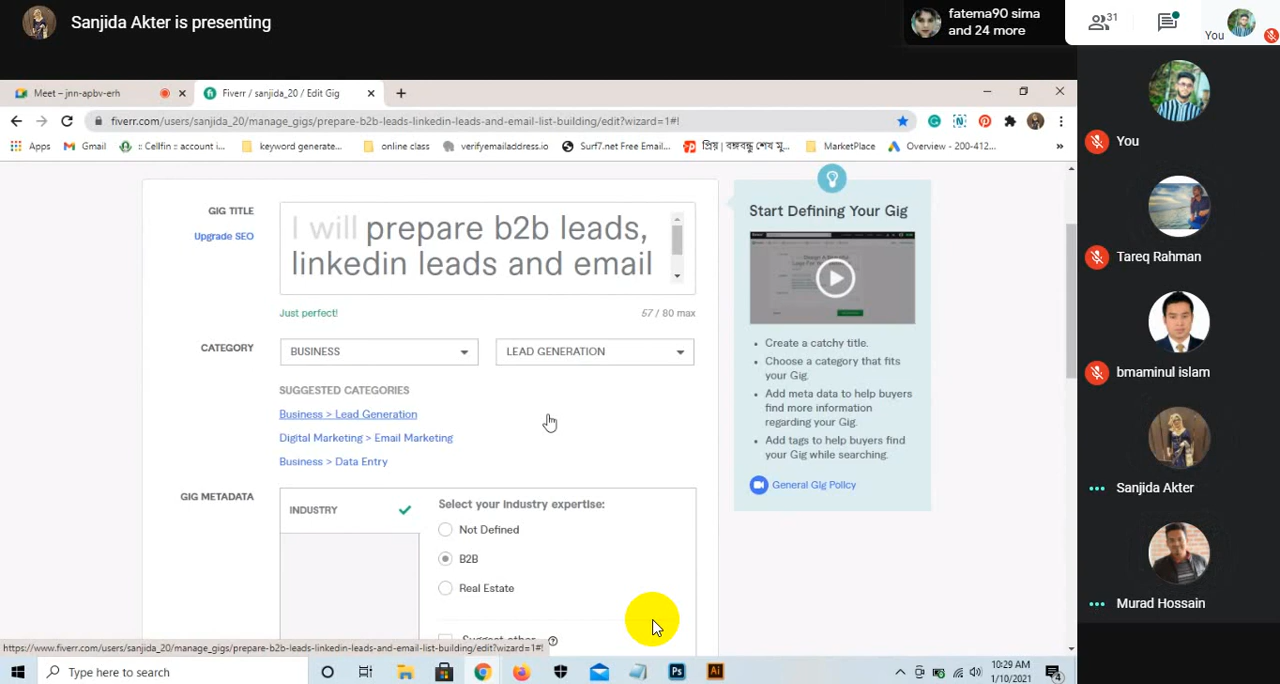 Sanjida Akter is presenting
fatema90 sima
and 24 more
31
You
Meet – jnn-apbv-erh
Fiverr / sanjida_20 / Edit Gig
fiverr.com/users/sanjida_20/manage_gigs/prepare-b2b-leads-linkedin-leads-and-email-list-building/edit?wizard=1#!
Apps
Gmail
:: Cellfin :: account i...
keyword generate...
online class
verifyemailaddress.io
Surf7.net Free Email...
প্রিয় | বঙ্গবন্ধু শেখ মু...
MarketPlace
Overview - 200-412...
»
GIG TITLE
Upgrade SEO
I will prepare b2b leads,
linkedin leads and email
Just perfect!
57 / 80 max
CATEGORY
BUSINESS
LEAD GENERATION
SUGGESTED CATEGORIES
Business > Lead Generation
Digital Marketing > Email Marketing
Business > Data Entry
GIG METADATA
INDUSTRY
Select your industry expertise:
Not Defined
B2B
Real Estate
Suggest other
Start Defining Your Gig
• Create a catchy title.
• Choose a category that fits
your Gig.
• Add meta data to help buyers
find more information
regarding your Gig.
• Add tags to help buyers find
your Gig while searching.
General Gig Policy
You
Tareq Rahman
bmaminul islam
Sanjida Akter
Murad Hossain
https://www.fiverr.com/users/sanjida_20/manage_gigs/prepare-b2b-leads-linkedin-leads-and-email-list-building/edit?wizard=1#!
Type here to search
Ps
Ai
10:29 AM
1/10/2021
4